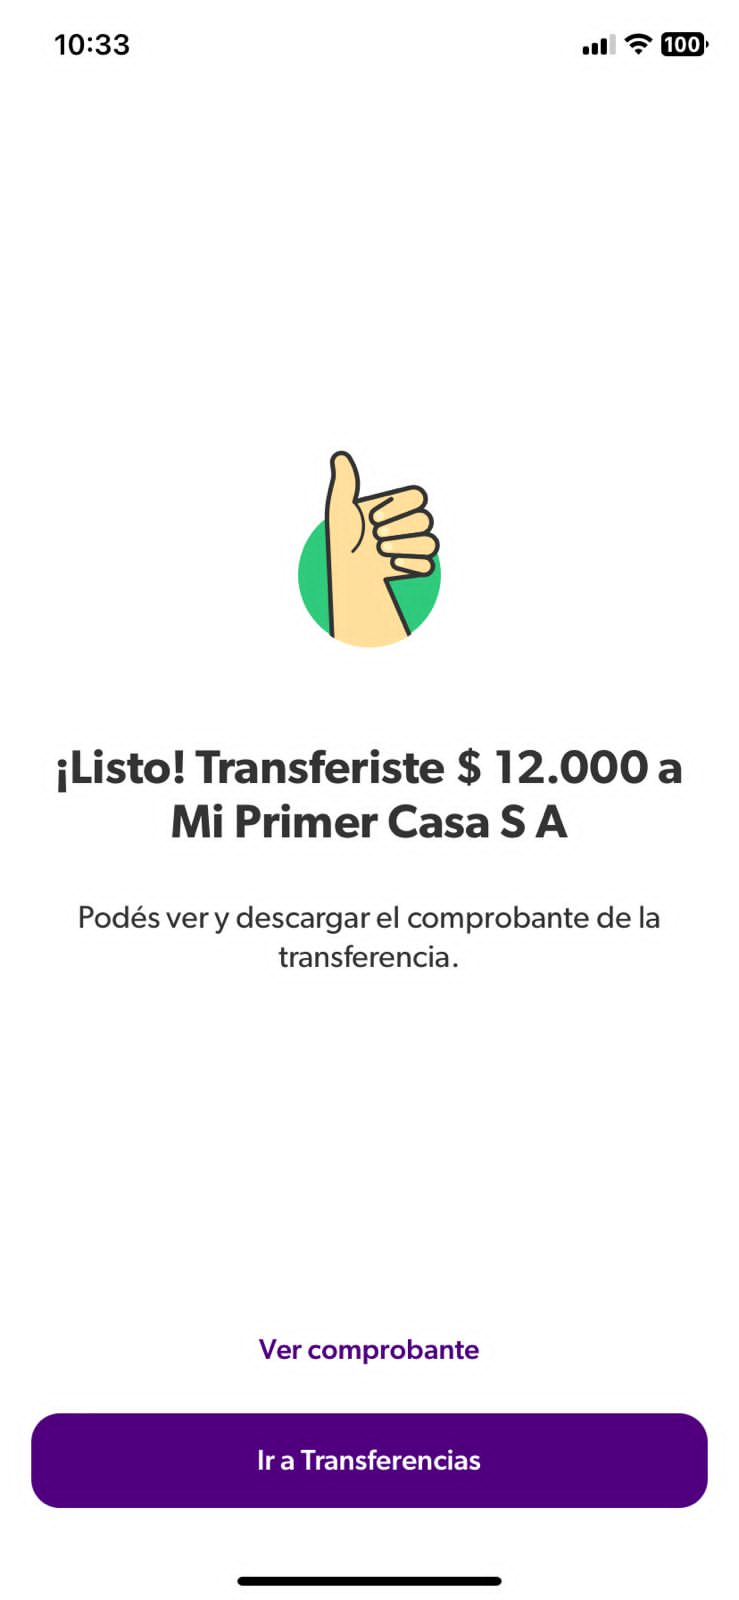 10:33
100
¡Listo! Transferiste $ 12.000 a
Mi Primer Casa S A
Podés ver y descargar el comprobante de la
transferencia.
Ver comprobante
Ir a Transferencias